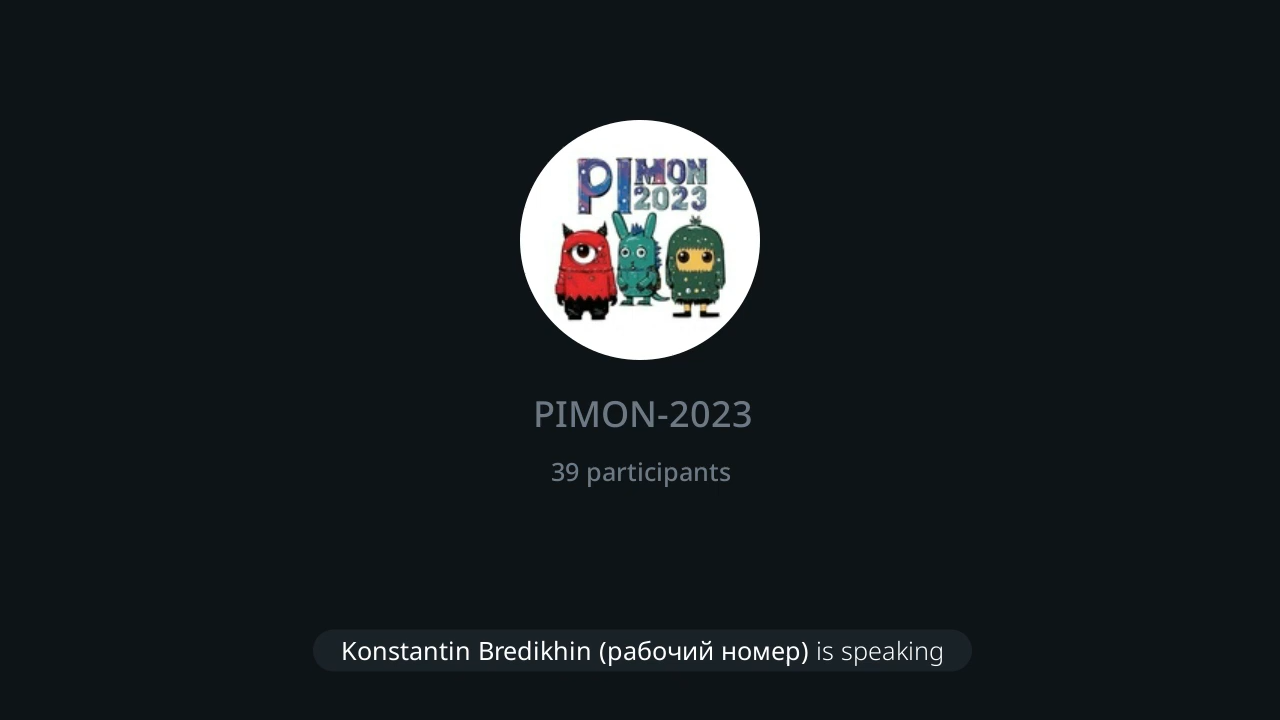 PIMON
2023
PIMON-2023
39 participants
Konstantin Bredikhin (рабочий номер) is speaking